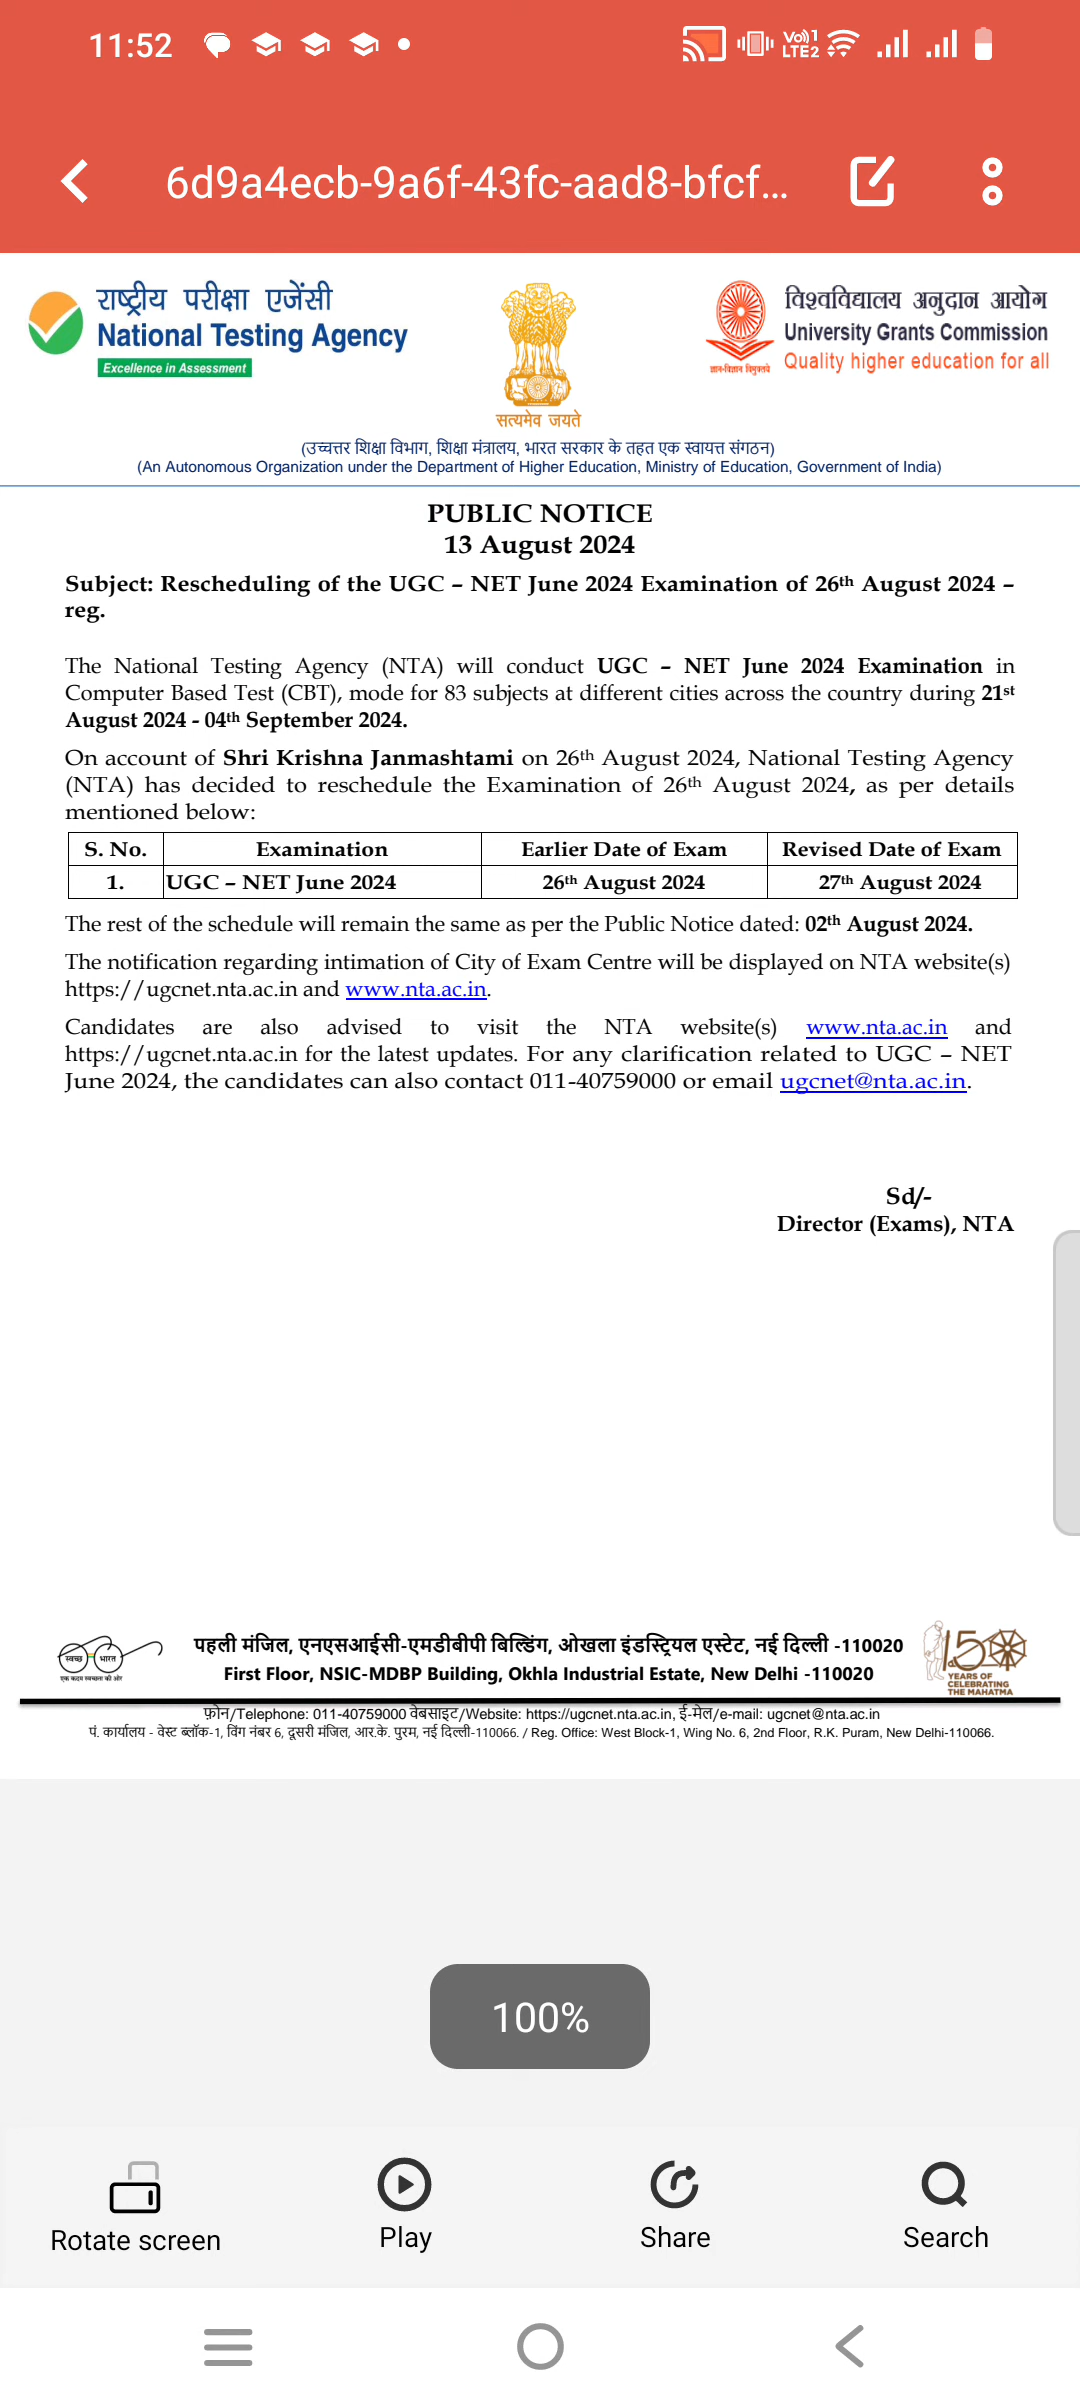 11:52
Vo))1
LTE2
6d9a4ecb-9a6f-43fc-aad8-bfcf...
राष्ट्रीय परीक्षा एजेंसी
National Testing Agency
Excellence in Assessment
सत्यमेव जयते
विश्वविद्यालय अनुदान आयोग
University Grants Commission
Quality higher education for all
ज्ञान-विज्ञान विमुक्तये
(उच्चत्तर शिक्षा विभाग, शिक्षा मंत्रालय, भारत सरकार के तहत एक स्वायत्त संगठन)
(An Autonomous Organization under the Department of Higher Education, Ministry of Education, Government of India)
PUBLIC NOTICE
13 August 2024
Subject: Rescheduling of the UGC – NET June 2024 Examination of 26th August 2024 –
reg.
The National Testing Agency (NTA) will conduct UGC – NET June 2024 Examination in
Computer Based Test (CBT), mode for 83 subjects at different cities across the country during 21st
August 2024 - 04th September 2024.
On account of Shri Krishna Janmashtami on 26th August 2024, National Testing Agency
(NTA) has decided to reschedule the Examination of 26th August 2024, as per details
mentioned below:
S. No. Examination Earlier Date of Exam Revised Date of Exam
1. UGC – NET June 2024 26th August 2024 27th August 2024
The rest of the schedule will remain the same as per the Public Notice dated: 02th August 2024.
The notification regarding intimation of City of Exam Centre will be displayed on NTA website(s)
https://ugcnet.nta.ac.in and www.nta.ac.in.
Candidates are also advised to visit the NTA website(s) www.nta.ac.in and
https://ugcnet.nta.ac.in for the latest updates. For any clarification related to UGC – NET
June 2024, the candidates can also contact 011-40759000 or email ugcnet@nta.ac.in.
Sd/-
Director (Exams), NTA
स्वच्छ भारत
एक कदम स्वच्छता की ओर
पहली मंजिल, एनएसआईसी-एमडीबीपी बिल्डिंग, ओखला इंडस्ट्रियल एस्टेट, नई दिल्ली -110020
First Floor, NSIC-MDBP Building, Okhla Industrial Estate, New Delhi -110020
150
YEARS OF
CELEBRATING
THE MAHATMA
फ़ोन/Telephone: 011-40759000 वेबसाइट/Website: https://ugcnet.nta.ac.in, ई-मेल/e-mail: ugcnet@nta.ac.in
पं. कार्यालय - वेस्ट ब्लॉक-1, विंग नंबर 6, दूसरी मंजिल, आर.के. पुरम, नई दिल्ली-110066. / Reg. Office: West Block-1, Wing No. 6, 2nd Floor, R.K. Puram, New Delhi-110066.
100%
Rotate screen Play Share Search